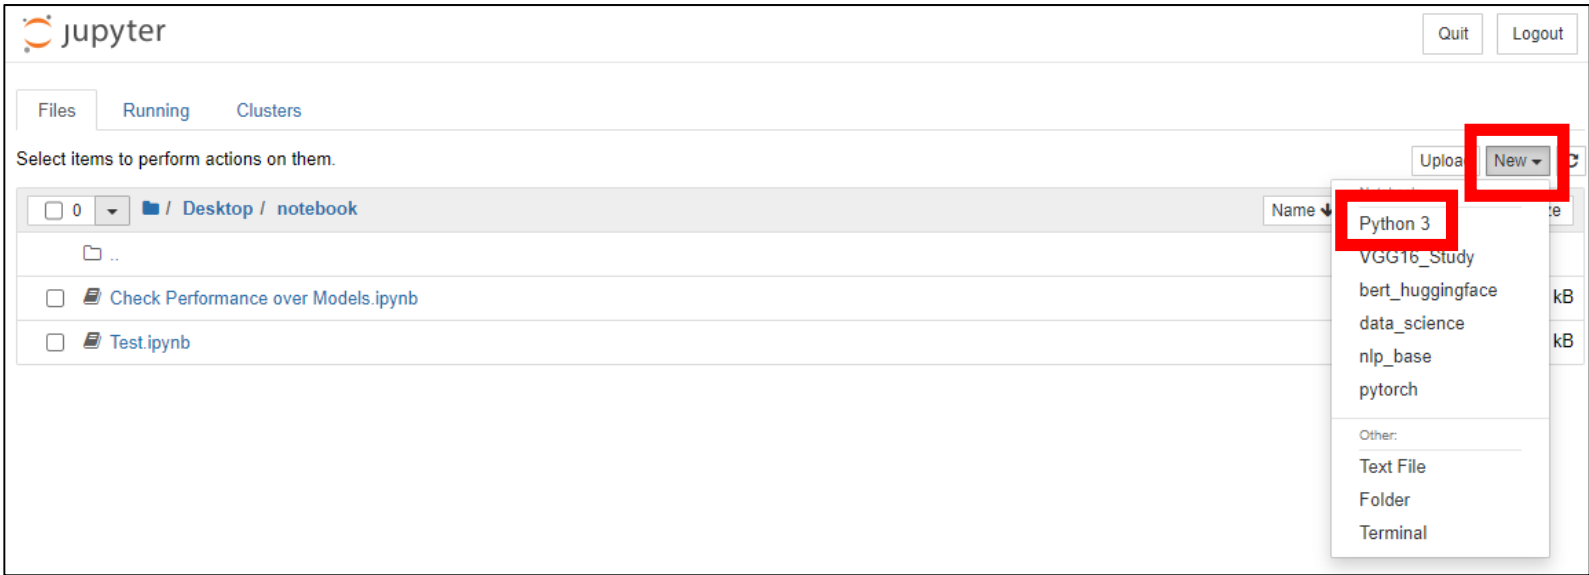 jupyter
Quit
Logout
Files
Running
Clusters
Select items to perform actions on them.
New
0
/ Desktop / notebook
Name
Python 3
..
VGG16_Study
Check Performance over Models.ipynb
bert_huggingface
kB
data_science
Test.ipynb
kB
nlp_base
pytorch
Other:
Text File
Folder
Terminal